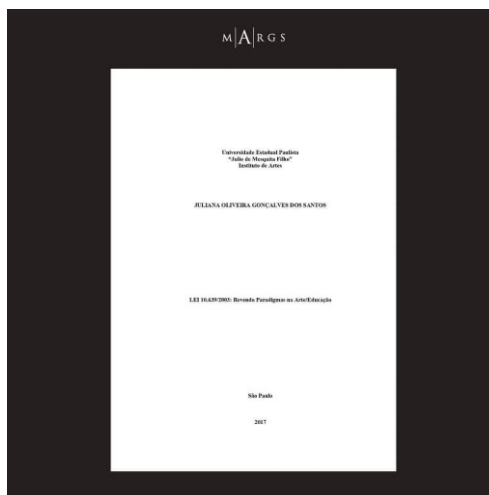 M|A|RGS
Universidade Estadual Paulista
"Julio de Mesquita Filho"
Instituto de Artes
JULIANA OLIVEIRA GONÇALVES DOS SANTOS
LEI 10.639/2003: Revendo Paradigmas na Arte/Educação
São Paulo
2017